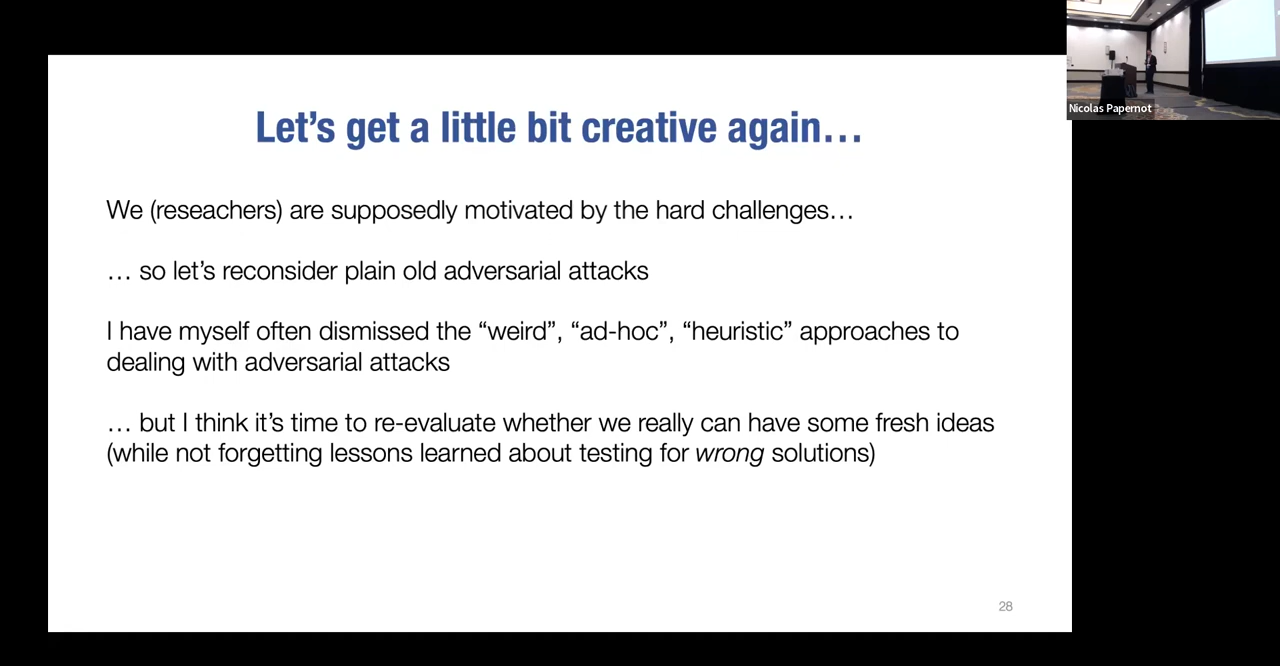 Let's get a little bit creative again…
We (reseachers) are supposedly motivated by the hard challenges…
… so let's reconsider plain old adversarial attacks
I have myself often dismissed the “weird”, “ad-hoc”, “heuristic” approaches to
dealing with adversarial attacks
… but I think it's time to re-evaluate whether we really can have some fresh ideas
(while not forgetting lessons learned about testing for wrong solutions)
28
Nicolas Papernot